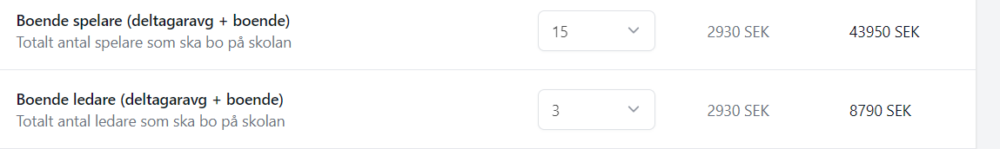 Boende spelare (deltagaravg + boende)
Totalt antal spelare som ska bo på skolan
15
2930 SEK
43950 SEK
Boende ledare (deltagaravg + boende)
Totalt antal ledare som ska bo på skolan
3
2930 SEK
8790 SEK